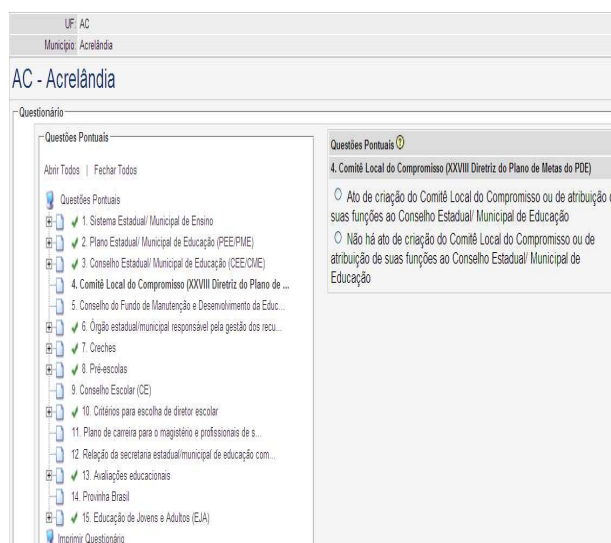 UF: AC
Município: Acrelândia
AC - Acrelândia
Questionário
Questões Pontuais
Abrir Todos | Fechar Todos
Questões Pontuais
1. Sistema Estadual/ Municipal de Ensino
2. Plano Estadual/ Municipal de Educação (PEE/PME)
3. Conselho Estadual/ Municipal de Educação (CEE/CME)
4. Comitê Local do Compromisso (XXVIII Diretriz do Plano de ...
5. Conselho do Fundo de Manutenção e Desenvolvimento da Educ...
6. Órgão estadual/municipal responsável pela gestão dos recu...
7. Creches
8. Pré-escolas
9. Conselho Escolar (CE)
10. Critérios para escolha de diretor escolar
11. Plano de carreira para o magistério e profissionais de s...
12. Relação da secretaria estadual/municipal de educação com...
13. Avaliações educacionais
14. Provinha Brasil
15. Educação de Jovens e Adultos (EJA)
Imprimir Questionário
Questões Pontuais
4. Comitê Local do Compromisso (XXVIII Diretriz do Plano de Metas do PDE)
Ato de criação do Comitê Local do Compromisso ou de atribuição
suas funções ao Conselho Estadual/ Municipal de Educação
Não há ato de criação do Comitê Local do Compromisso ou de
atribuição de suas funções ao Conselho Estadual/ Municipal de
Educação